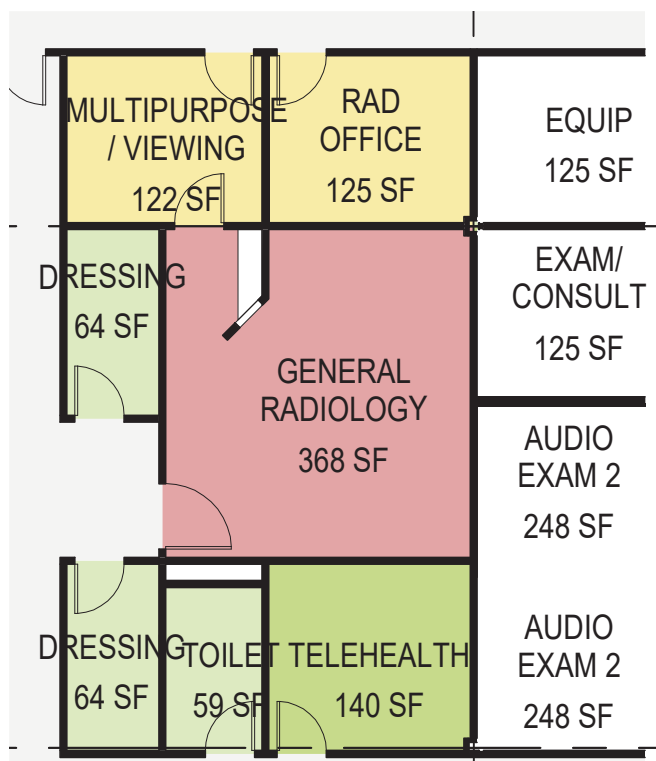 MULTIPURPOSE
/ VIEWING
122 SF
RAD
OFFICE
125 SF
EQUIP
125 SF
DRESSING
64 SF
EXAM/
CONSULT
125 SF
GENERAL
RADIOLOGY
368 SF
AUDIO
EXAM 2
248 SF
DRESSING
64 SF
TOILET
59 SF
TELEHEALTH
140 SF
AUDIO
EXAM 2
248 SF